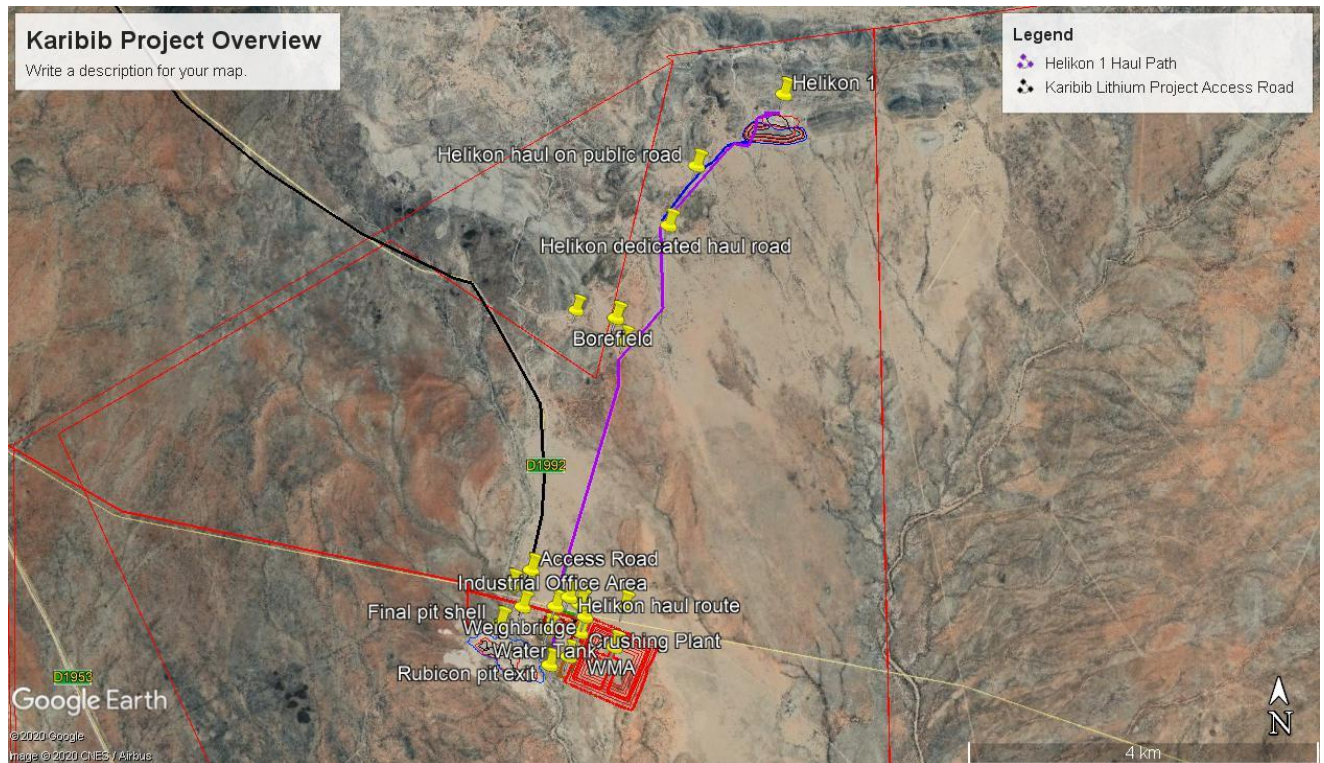 Karibib Project Overview
Write a description for your map.
Legend
Helikon 1 Haul Path
Karibib Lithium Project Access Road
Helikon 1
Helikon haul on public road
Helikon dedicated haul road
Borefield
D1992
Access Road
Industrial Office Area
Final pit shell
Helikon haul route
Weighbridge
Crushing Plant
Water Tank
WMA
Rubicon pit exit
D1953
Google Earth
© 2020 Google
Image © 2020 CNES / Airbus
N
4 km